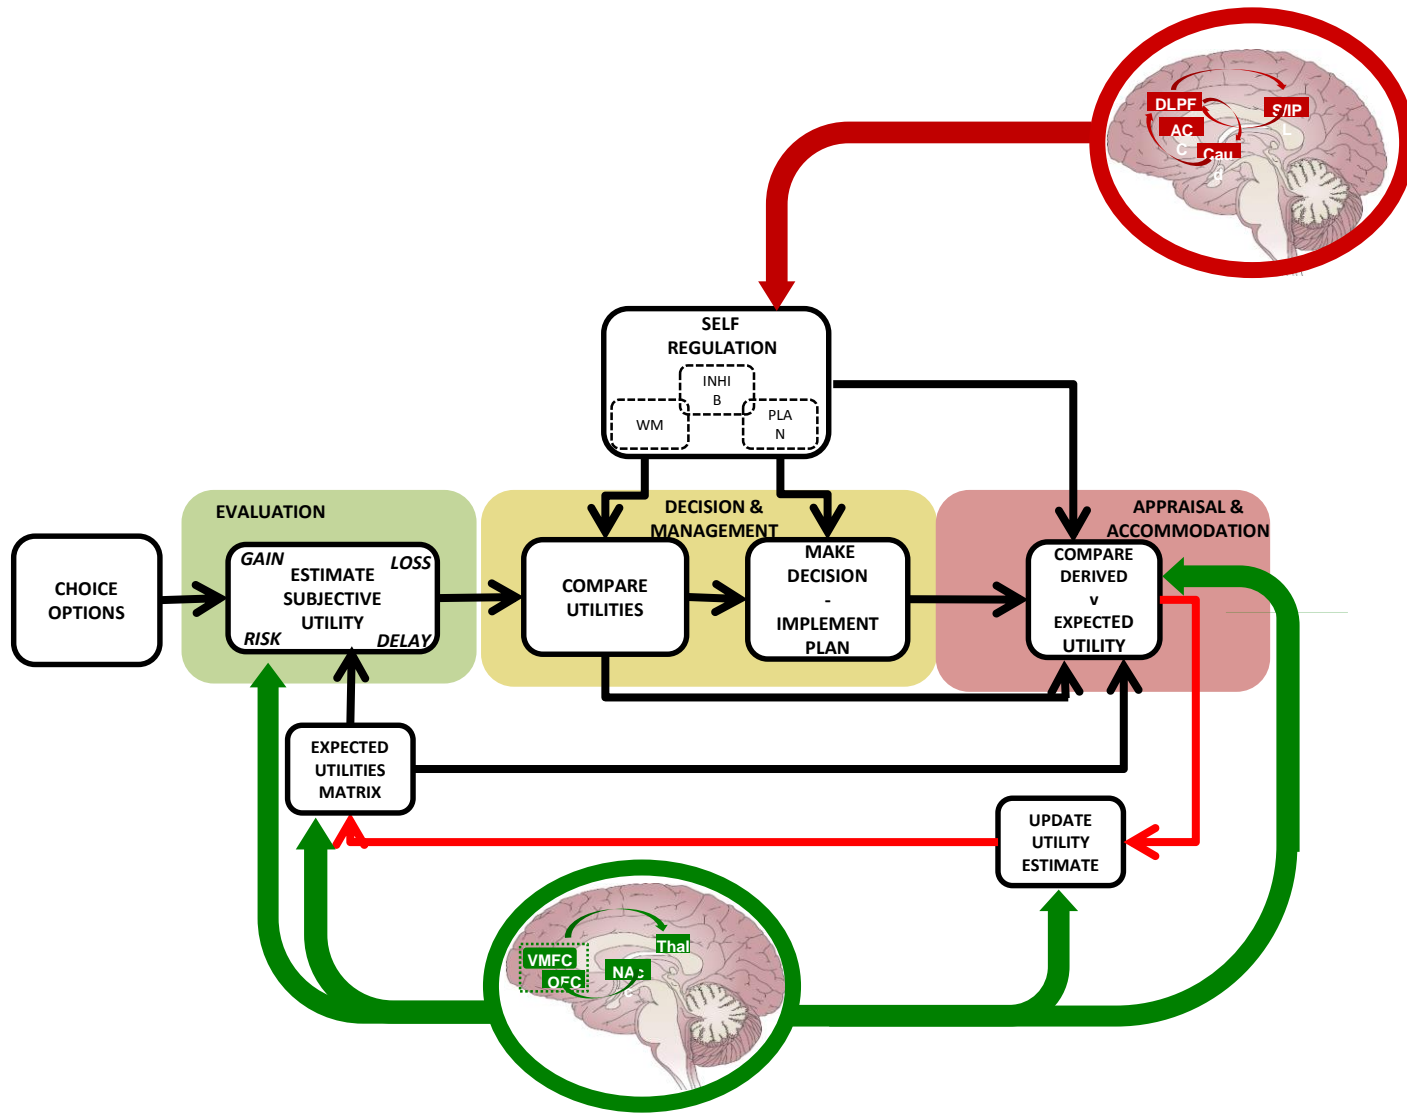 DLPF
S/IP
L
AC
C
Cau
d
SELF
REGULATION
INHI
B
WM
PLA
N
EVALUATION
DECISION &
MANAGEMENT
APPRAISAL &
ACCOMMODATION
CHOICE
OPTIONS
GAIN
LOSS
ESTIMATE
SUBJECTIVE
UTILITY
RISK
DELAY
COMPARE
UTILITIES
MAKE
DECISION
-
IMPLEMENT
PLAN
COMPARE
DERIVED
v
EXPECTED
UTILITY
EXPECTED
UTILITIES
MATRIX
UPDATE
UTILITY
ESTIMATE
VMFC
OFC
NAc
c
Thal